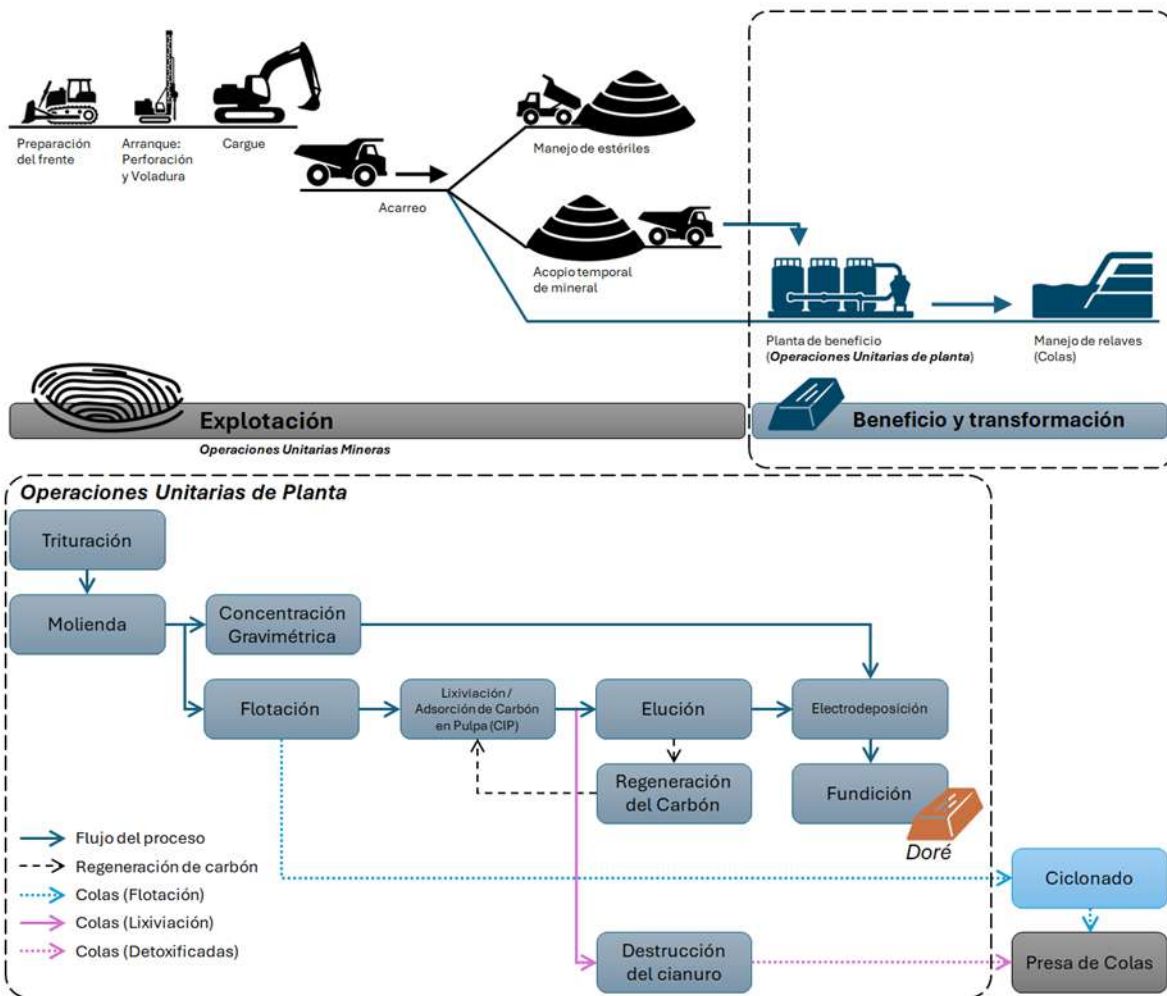 Preparación
del frente
Arranque:
Perforación
y Voladura
Cargue
Acarreo
Manejo de estériles
Acopio temporal
de mineral
Planta de beneficio
(Operaciones Unitarias de planta)
Manejo de relaves
(Colas)
Explotación
Operaciones Unitarias Mineras
Beneficio y transformación
Operaciones Unitarias de Planta
Trituración
Molienda
Concentración
Gravimétrica
Flotación
Lixiviación /
Adsorción de Carbón
en Pulpa (CIP)
Elución
Electrodeposición
Regeneración
del Carbón
Fundición
Doré
Flujo del proceso
Regeneración de carbón
Colas (Flotación)
Colas (Lixiviación)
Colas (Detoxificadas)
Destrucción
del cianuro
Ciclonado
Presa de Colas